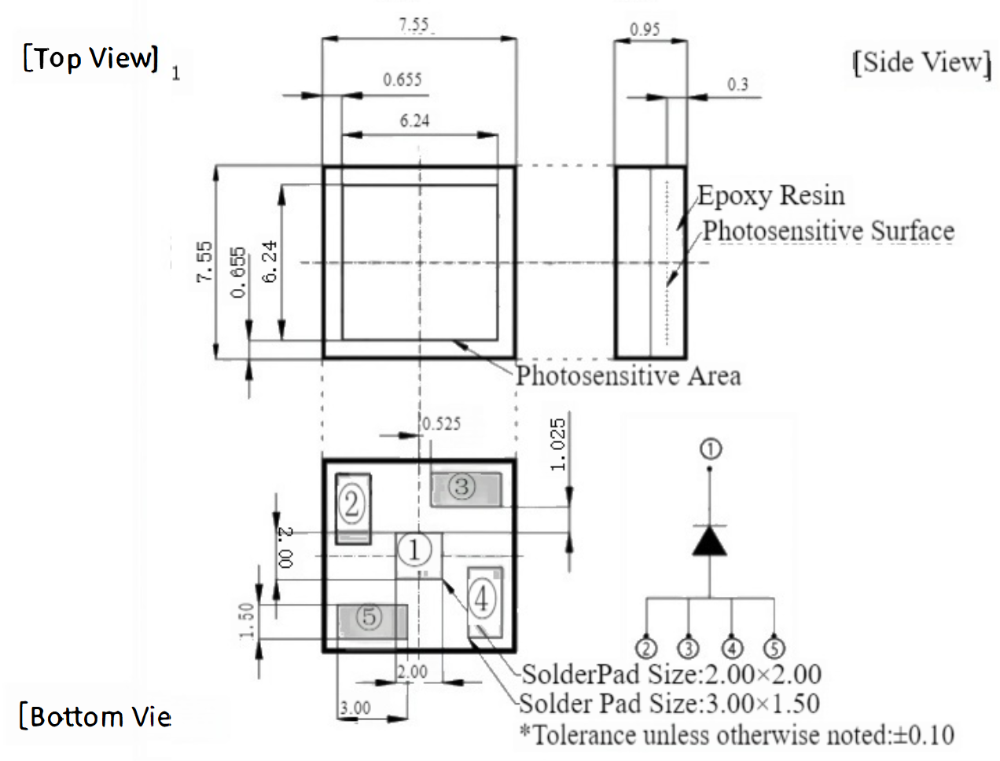 7.55
0.95
[Top View]
1
[Side View]
0.655
0.3
6.24
Epoxy Resin
Photosensitive Surface
7.55
0.655
6.24
Photosensitive Area
0.525
1.025
①
③
②
2.00
①
④
1.50
⑤
② ③ ④ ⑤
2.00
SolderPad Size:2.00×2.00
3.00
Solder Pad Size:3.00×1.50
[Bottom Vie
*Tolerance unless otherwise noted:±0.10